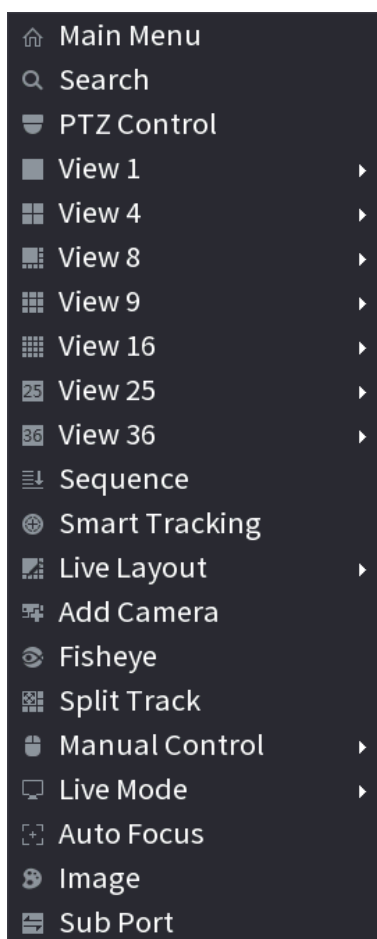 Main Menu
Search
PTZ Control
View 1
View 4
View 8
View 9
View 16
25 View 25
36 View 36
Sequence
Smart Tracking
Live Layout
Add Camera
Fisheye
Split Track
Manual Control
Live Mode
Auto Focus
Image
Sub Port